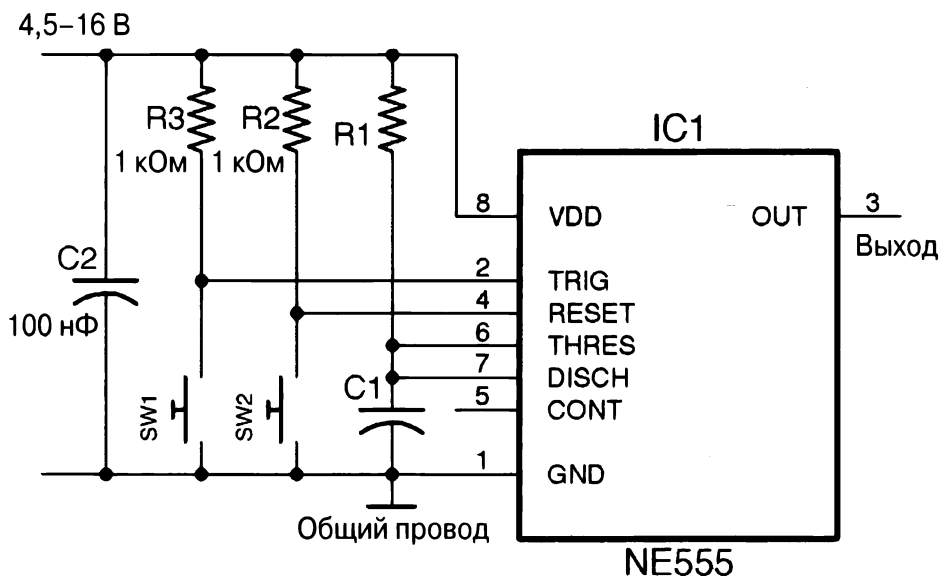 4,5–16 В
R3
1 кОм
R2
1 кОм
R1
C2
100 нФ
SW1
SW2
C1
IC1
8
VDD
OUT
3
Выход
2
TRIG
4
RESET
6
THRES
7
DISCH
5
CONT
1
GND
Общий провод
NE555